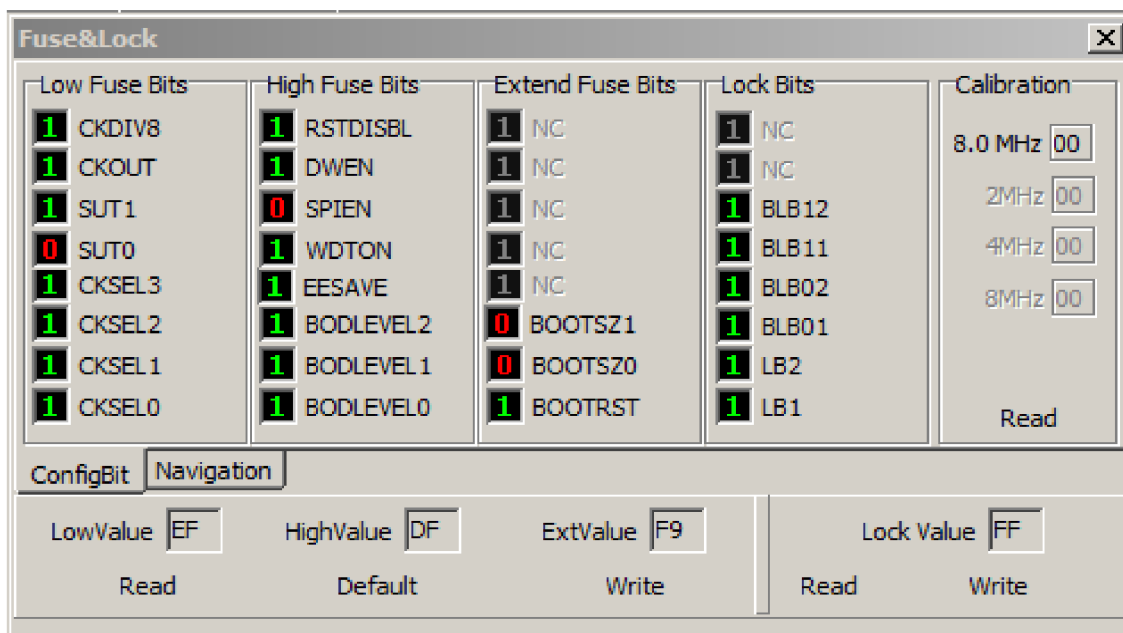 Fuse&Lock
Low Fuse Bits High Fuse Bits Extend Fuse Bits Lock Bits Calibration
1 CKDIV8 1 RSTDISBL 1 NC 1 NC 8.0 MHz 00
1 CKOUT 1 DWEN 1 NC 1 NC
1 SUT1 0 SPIEN 1 NC 1 BLB12 2MHz 00
0 SUT0 1 WDTON 1 NC 1 BLB11 4MHz 00
1 CKSEL3 1 EESAVE 1 NC 1 BLB02 8MHz 00
1 CKSEL2 1 BODLEVEL2 0 BOOTSZ1 1 BLB01
1 CKSEL1 1 BODLEVEL1 0 BOOTSZ0 1 LB2
1 CKSEL0 1 BODLEVEL0 1 BOOTRST 1 LB1 Read
ConfigBit Navigation
LowValue EF HighValue DF ExtValue F9 Lock Value FF
Read Default Write Read Write